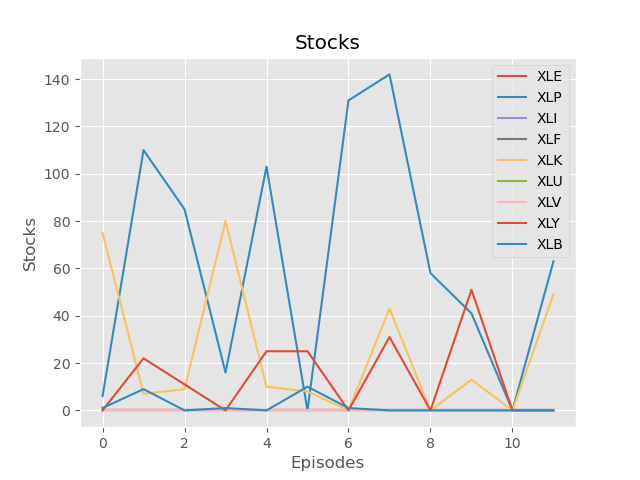 Stocks
140
120
100
80
60
40
20
0
Stocks
0
2
4
6
8
10
Episodes
XLE
XLP
XLI
XLF
XLK
XLU
XLV
XLY
XLB